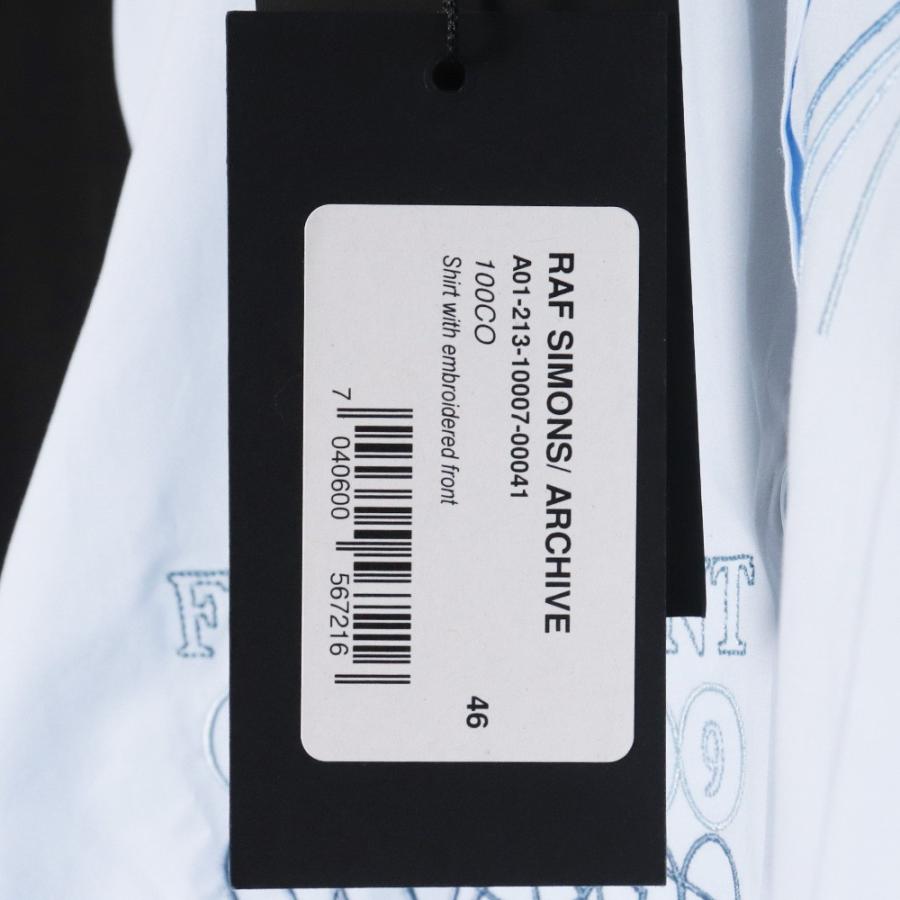 RAF SIMONS/ ARCHIVE
A01-213-10007-00041
100CO
Shirt with embroidered front
46
7 040600 567216